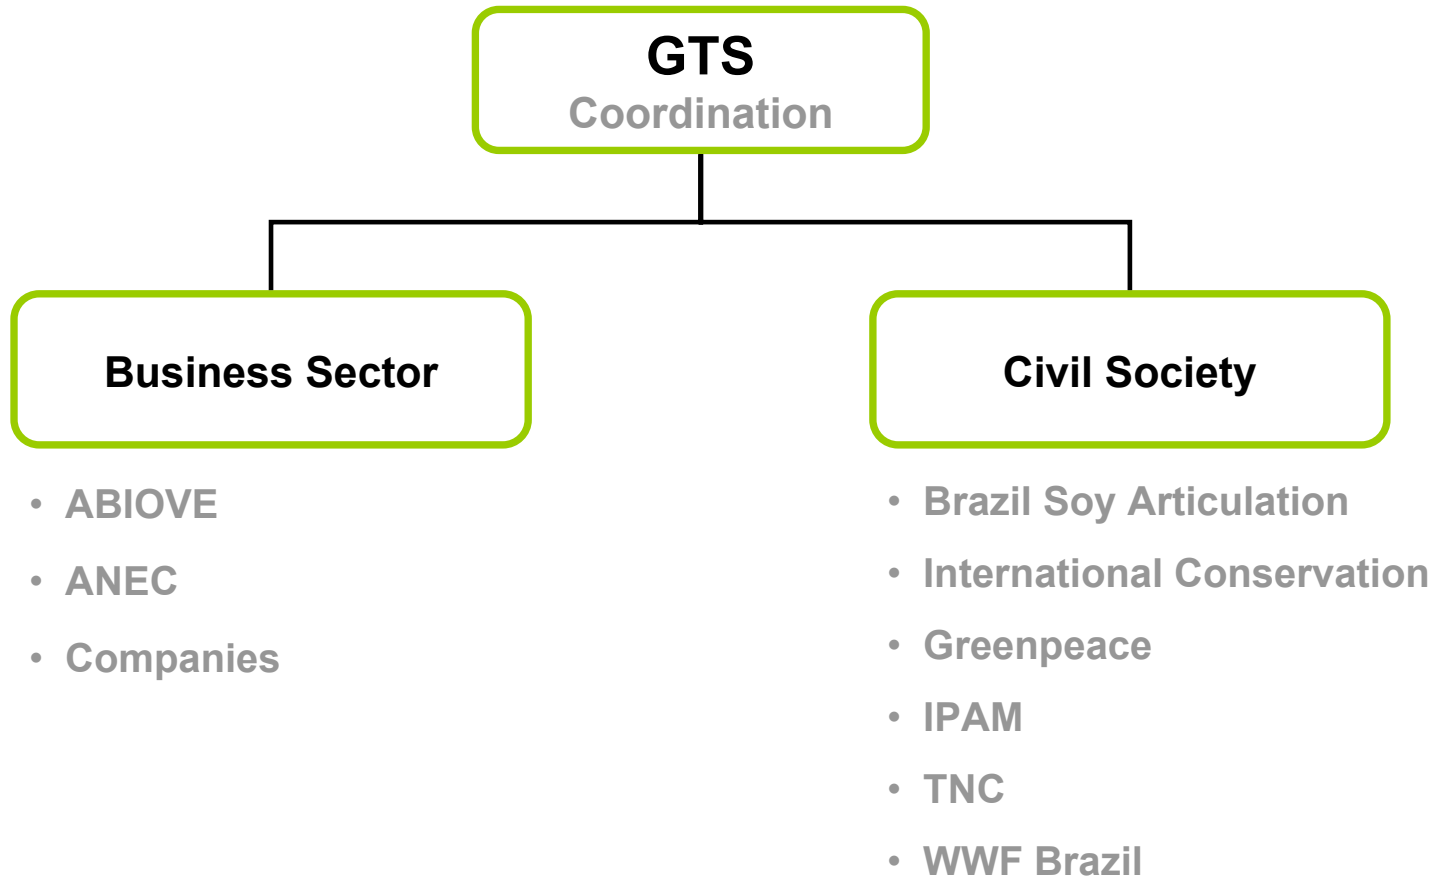 GTS
Coordination
Business Sector
• ABIOVE
• ANEC
• Companies
Civil Society
• Brazil Soy Articulation
• International Conservation
• Greenpeace
• IPAM
• TNC
• WWF Brazil